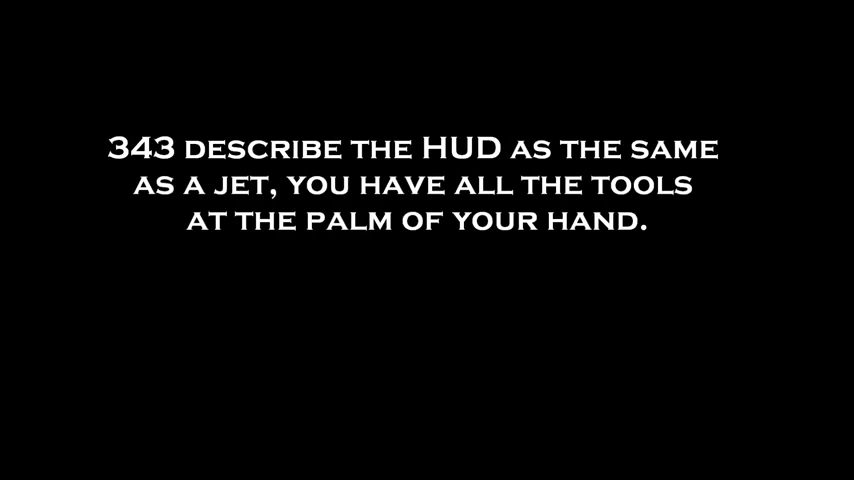 343 DESCRIBE THE HUD AS THE SAME
AS A JET, YOU HAVE ALL THE TOOLS
AT THE PALM OF YOUR HAND.